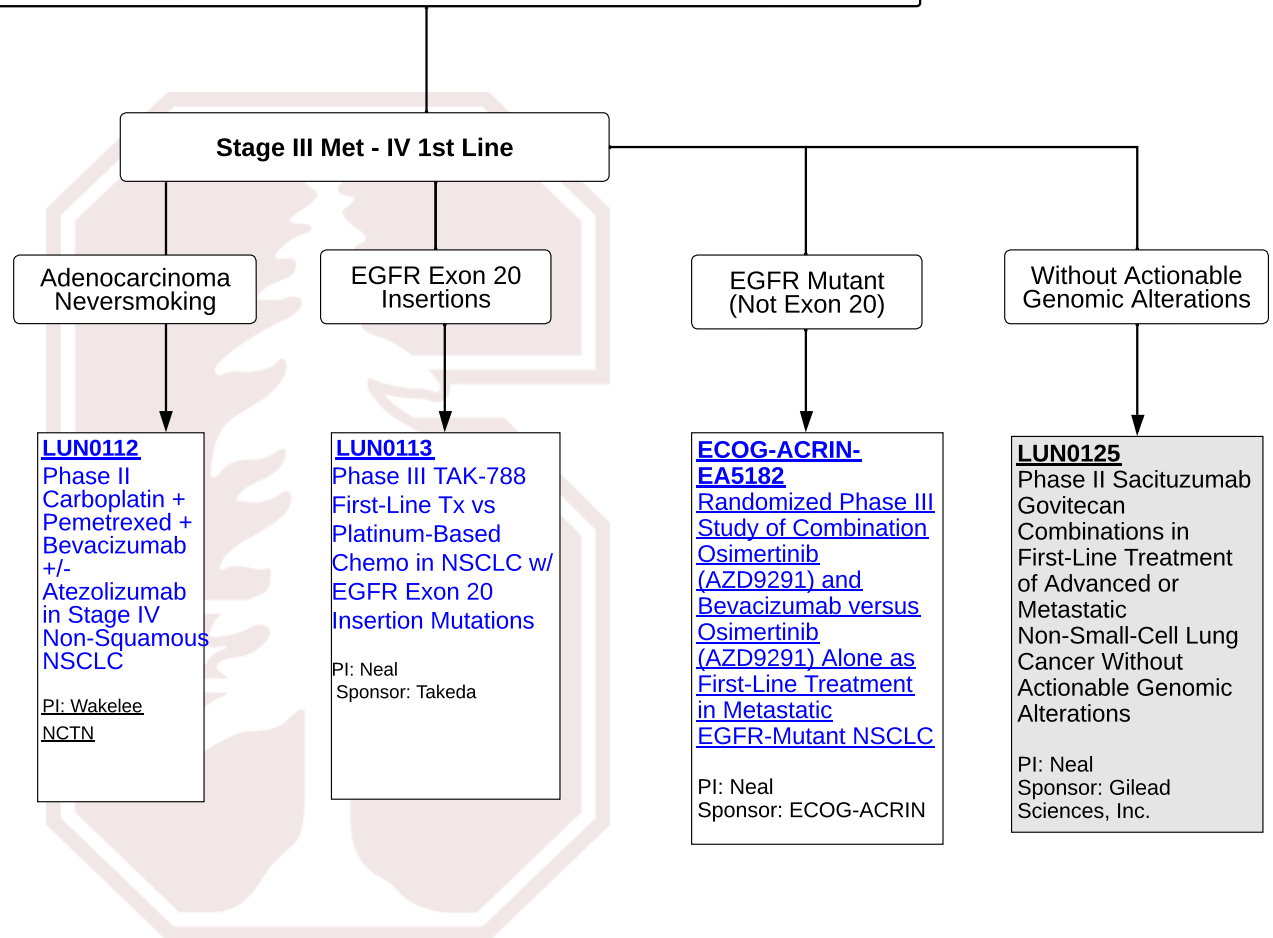 Stage III Met - IV 1st Line
Adenocarcinoma
Neversmoking
EGFR Exon 20
Insertions
EGFR Mutant
(Not Exon 20)
Without Actionable
Genomic Alterations
LUN0112
Phase II
Carboplatin +
Pemetrexed +
Bevacizumab
+/-
Atezolizumab
in Stage IV
Non-Squamous
NSCLC
PI: Wakelee
NCTN
LUN0113
Phase III TAK-788
First-Line Tx vs
Platinum-Based
Chemo in NSCLC w/
EGFR Exon 20
Insertion Mutations
PI: Neal
Sponsor: Takeda
ECOG-ACRIN-
EA5182
Randomized Phase III
Study of Combination
Osimertinib
(AZD9291) and
Bevacizumab versus
Osimertinib
(AZD9291) Alone as
First-Line Treatment
in Metastatic
EGFR-Mutant NSCLC
PI: Neal
Sponsor: ECOG-ACRIN
LUN0125
Phase II Sacituzumab
Govitecan
Combinations in
First-Line Treatment
of Advanced or
Metastatic
Non-Small-Cell Lung
Cancer Without
Actionable Genomic
Alterations
PI: Neal
Sponsor: Gilead
Sciences, Inc.